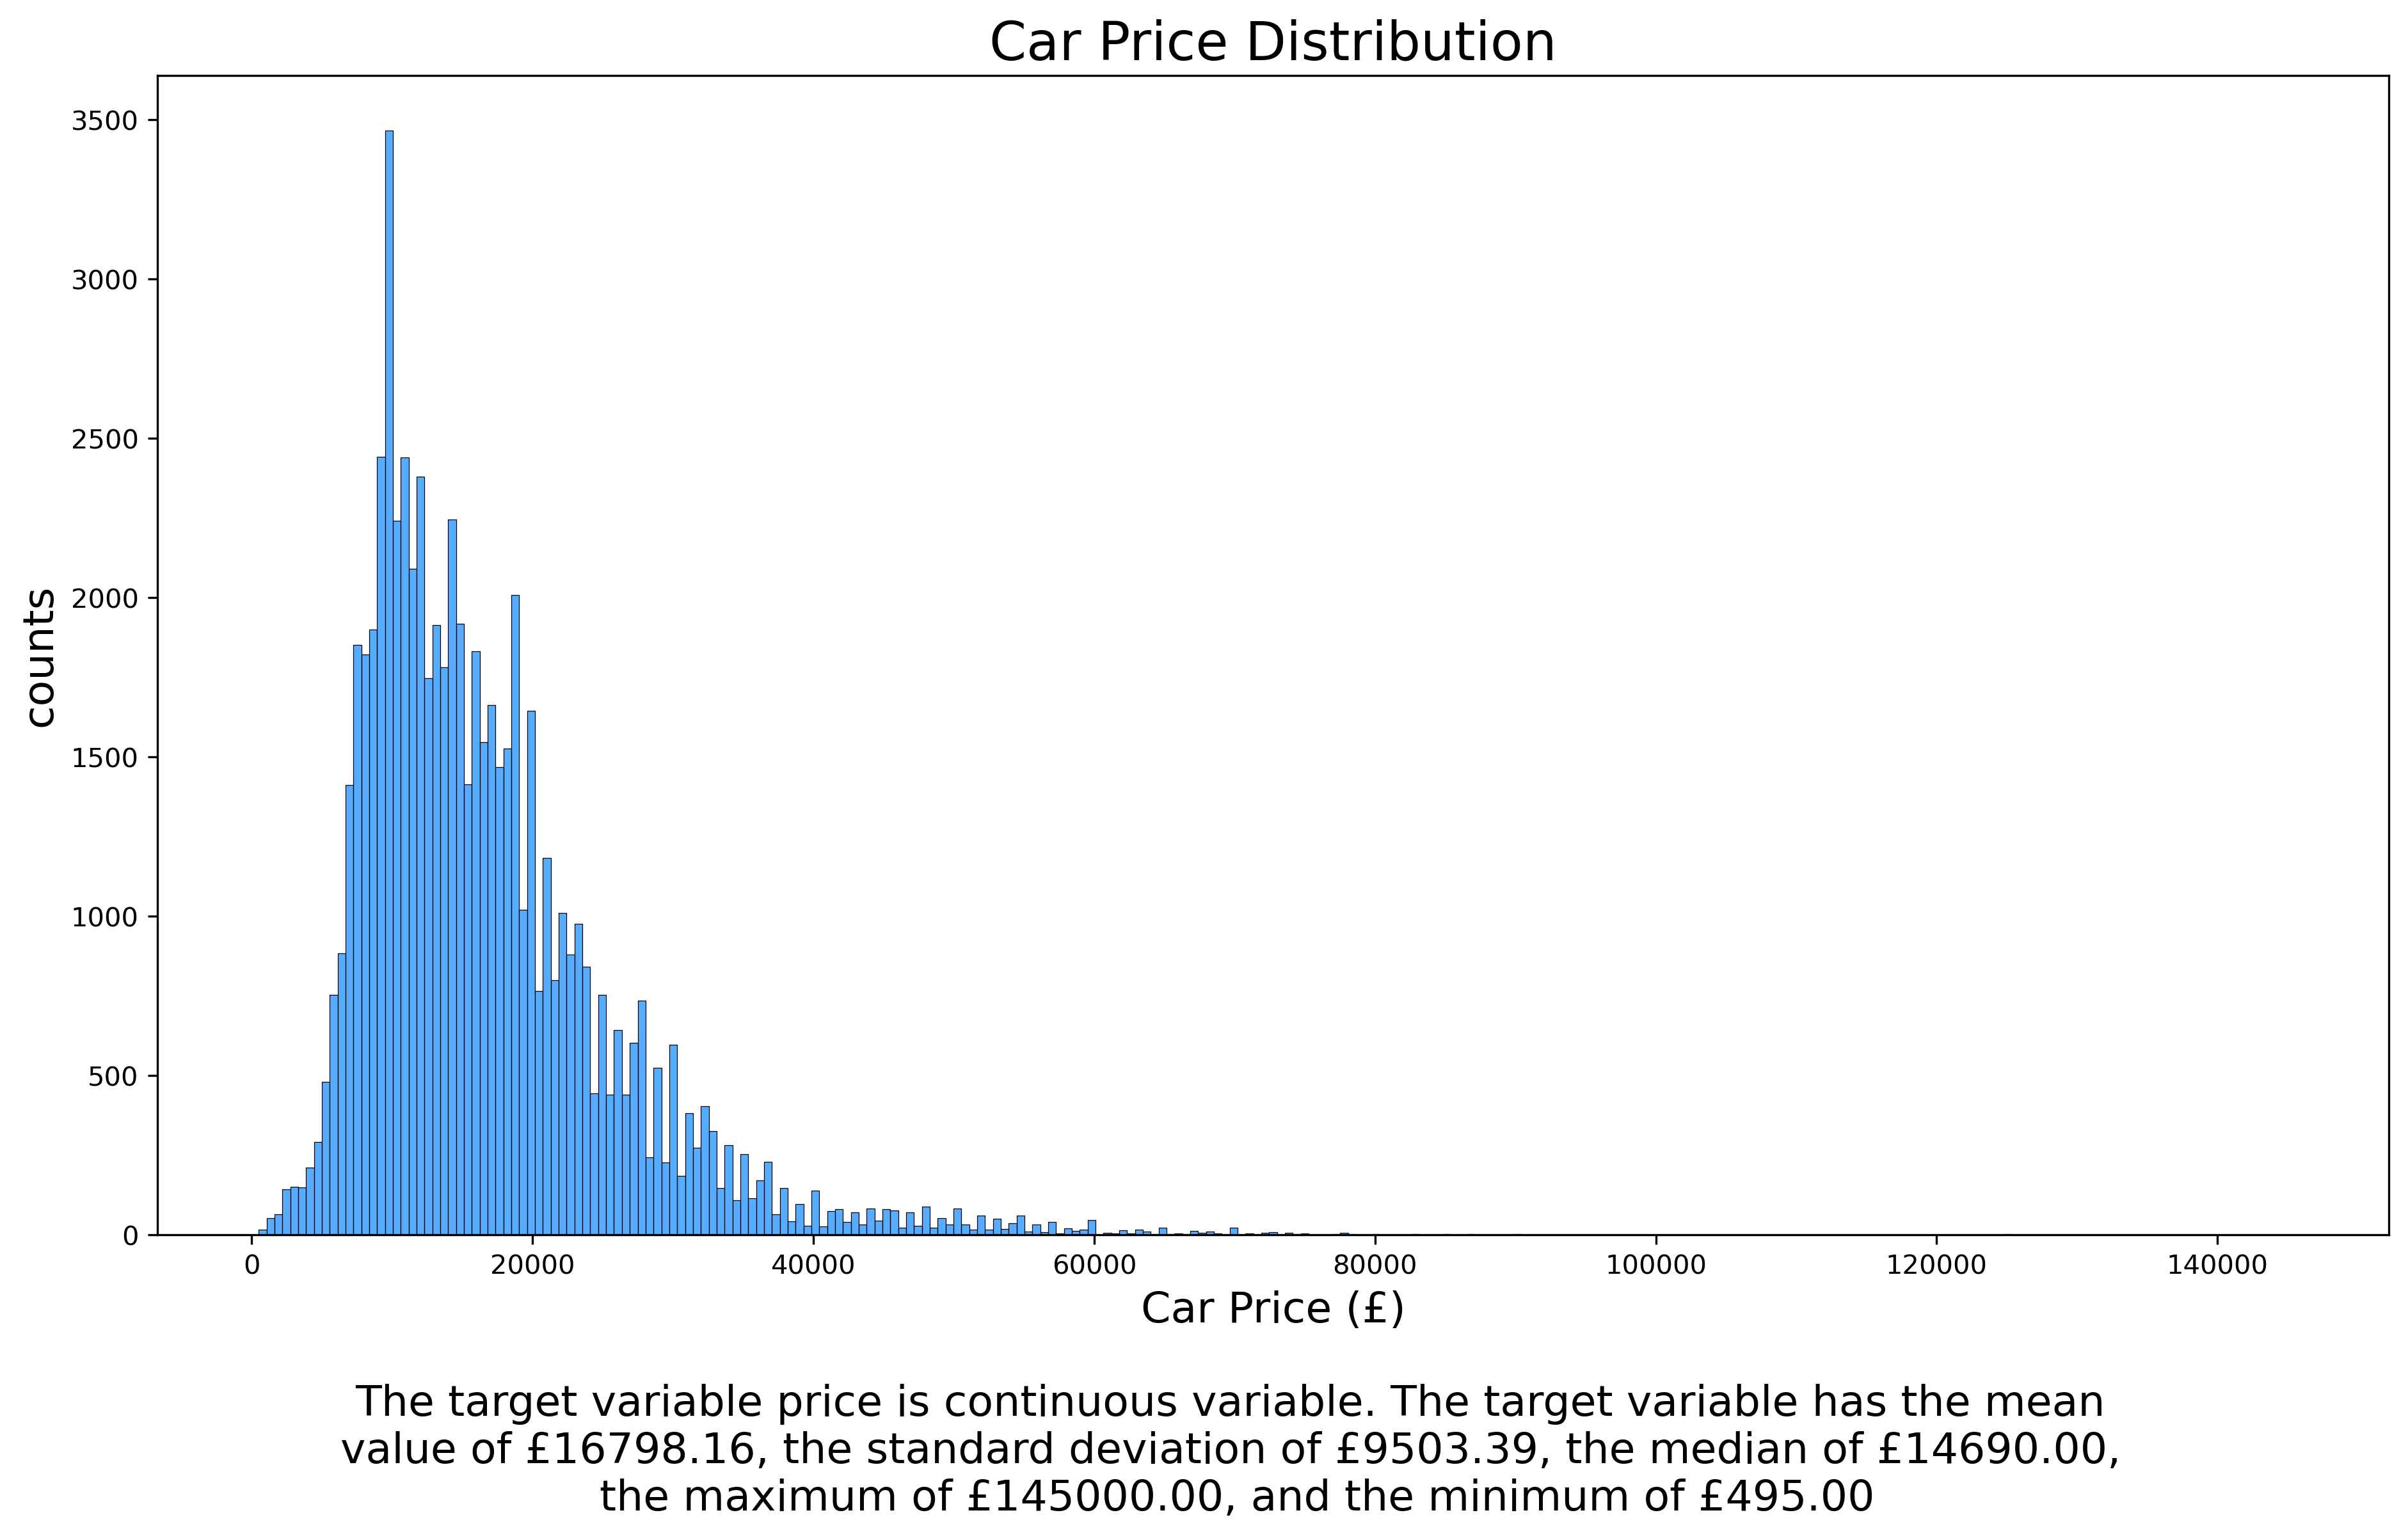 Car Price Distribution
3500
3000
2500
2000
1500
1000
500
0
counts
0 20000 40000 60000 80000 100000 120000 140000
Car Price (£)
The target variable price is continuous variable. The target variable has the mean
value of £16798.16, the standard deviation of £9503.39, the median of £14690.00,
the maximum of £145000.00, and the minimum of £495.00